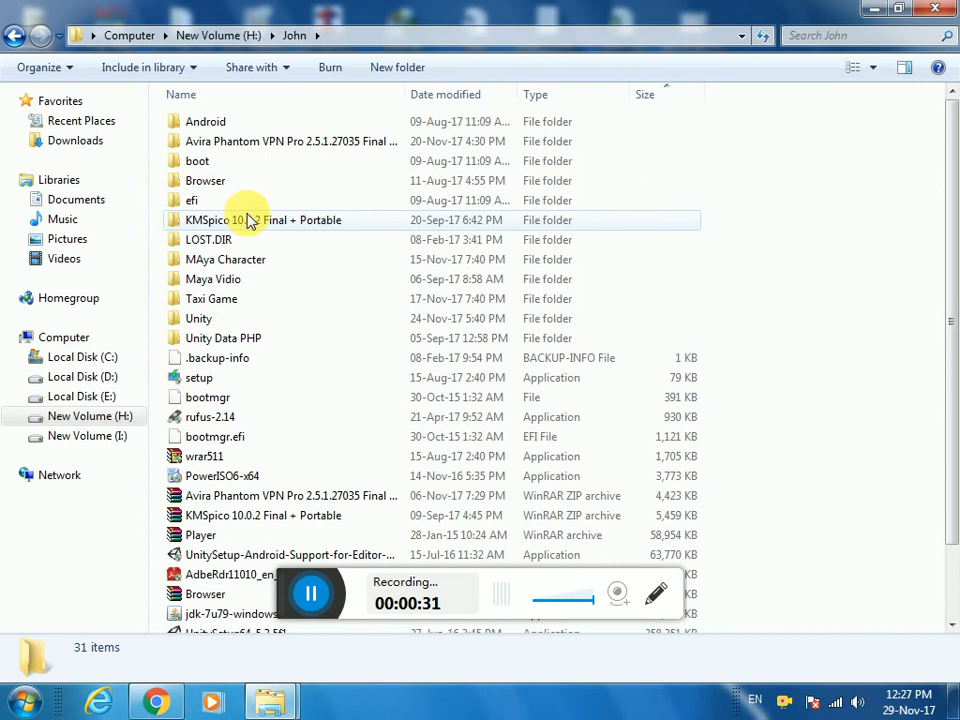 Computer New Volume (H:) John Search John
Organize Include in library Share with Burn New folder
Name Date modified Type Size
Favorites
Recent Places
Downloads
Libraries
Documents
Music
Pictures
Videos
Homegroup
Computer
Local Disk (C:)
Local Disk (D:)
Local Disk (E:)
New Volume (H:)
New Volume (I:)
Network
Android 09-Aug-17 11:09 A... File folder
Avira Phantom VPN Pro 2.5.1.27035 Final ... 20-Nov-17 4:30 PM File folder
boot 09-Aug-17 11:09 A... File folder
Browser 11-Aug-17 4:55 PM File folder
efi 09-Aug-17 11:09 A... File folder
KMSpico 10.0.2 Final + Portable 20-Sep-17 6:42 PM File folder
LOST.DIR 08-Feb-17 3:41 PM File folder
MAya Character 15-Nov-17 7:40 PM File folder
Maya Vidio 06-Sep-17 8:58 AM File folder
Taxi Game 17-Nov-17 7:40 PM File folder
Unity 24-Nov-17 5:40 PM File folder
Unity Data PHP 05-Sep-17 12:58 PM File folder
.backup-info 08-Feb-17 9:54 PM BACKUP-INFO File 1 KB
setup 15-Aug-17 2:40 PM Application 79 KB
bootmgr 30-Oct-15 1:32 AM File 391 KB
rufus-2.14 21-Apr-17 9:52 AM Application 930 KB
bootmgr.efi 30-Oct-15 1:32 AM EFI File 1,121 KB
wrar511 15-Aug-17 2:40 PM Application 1,705 KB
PowerISO6-x64 14-Nov-16 5:35 PM Application 3,773 KB
Avira Phantom VPN Pro 2.5.1.27035 Final ... 06-Nov-17 7:29 PM WinRAR ZIP archive 4,423 KB
KMSpico 10.0.2 Final + Portable 09-Sep-17 4:45 PM WinRAR ZIP archive 5,459 KB
Player 28-Jan-15 10:24 AM WinRAR archive 58,954 KB
UnitySetup-Android-Support-for-Editor-... 15-Jul-16 11:32 AM Application 63,770 KB
AdbeRdr11010_en_
Browser
jdk-7u79-windows
Recording...
00:00:31
31 items
EN
12:27 PM
29-Nov-17